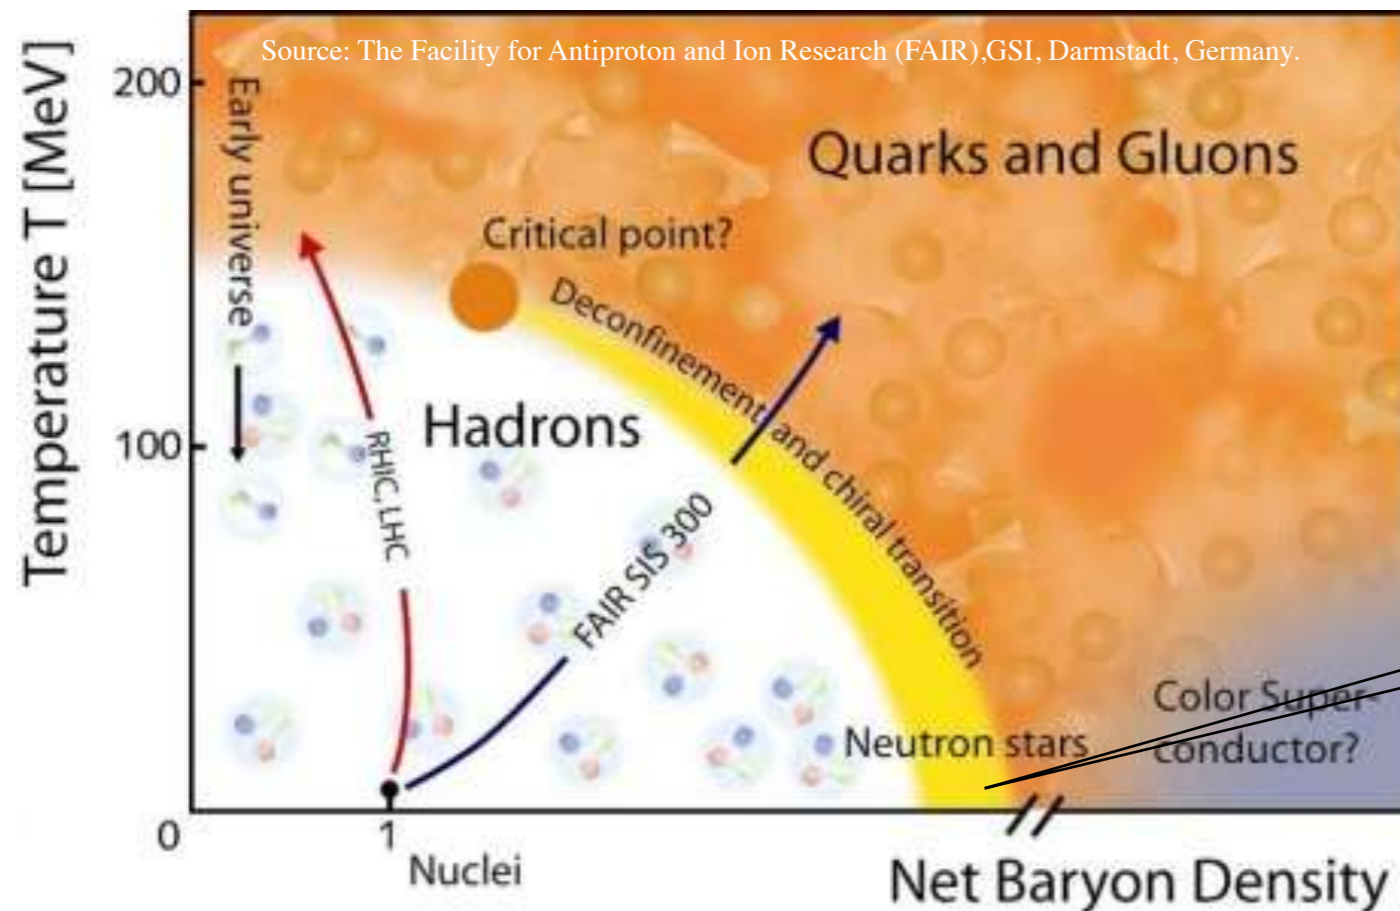 Source: The Facility for Antiproton and Ion Research (FAIR),GSI, Darmstadt, Germany.
Temperature T [MeV]
200
Early universe
Quarks and Gluons
Critical point?
Deconfinement and chiral transition
Hadrons
100
RHIC, LHC
FAIR SIS 300
Color Super-
conductor?
Neutron stars
0
1
Nuclei
Net Baryon Density